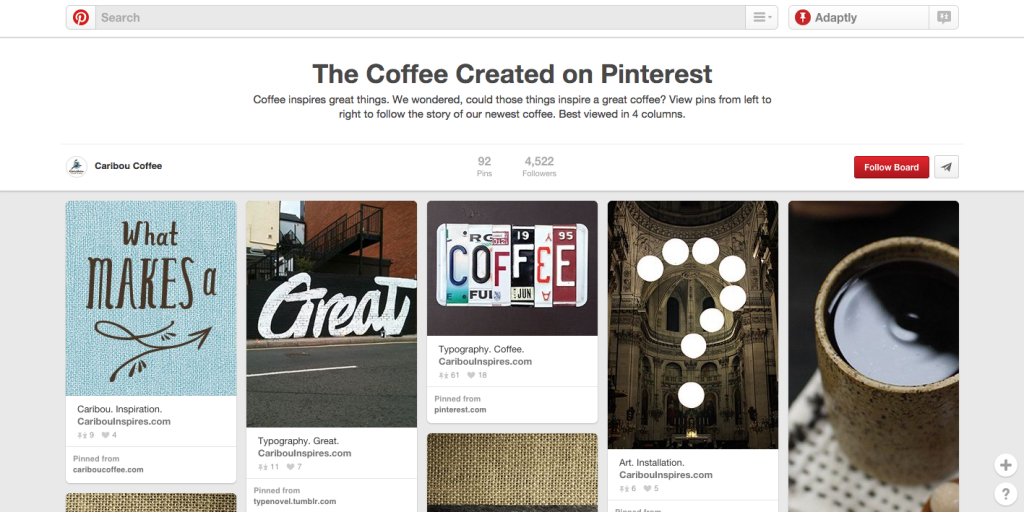 Search
Adaptly
The Coffee Created on Pinterest
Coffee inspires great things. We wondered, could those things inspire a great coffee? View pins from left to
right to follow the story of our newest coffee. Best viewed in 4 columns.
Caribou Coffee
92
Pins
4,522
Followers
Follow Board
What
MAKES a
Caribou. Inspiration.
CaribouInspires.com
9 4
Pinned from
cariboucoffee.com
Great
Typography. Great.
CaribouInspires.com
11 7
Pinned from
typenovel.tumblr.com
19 95
COFFEE
JUN
Typography. Coffee.
CaribouInspires.com
61 18
Pinned from
pinterest.com
Art. Installation.
CaribouInspires.com
6 5
Pinned from
?